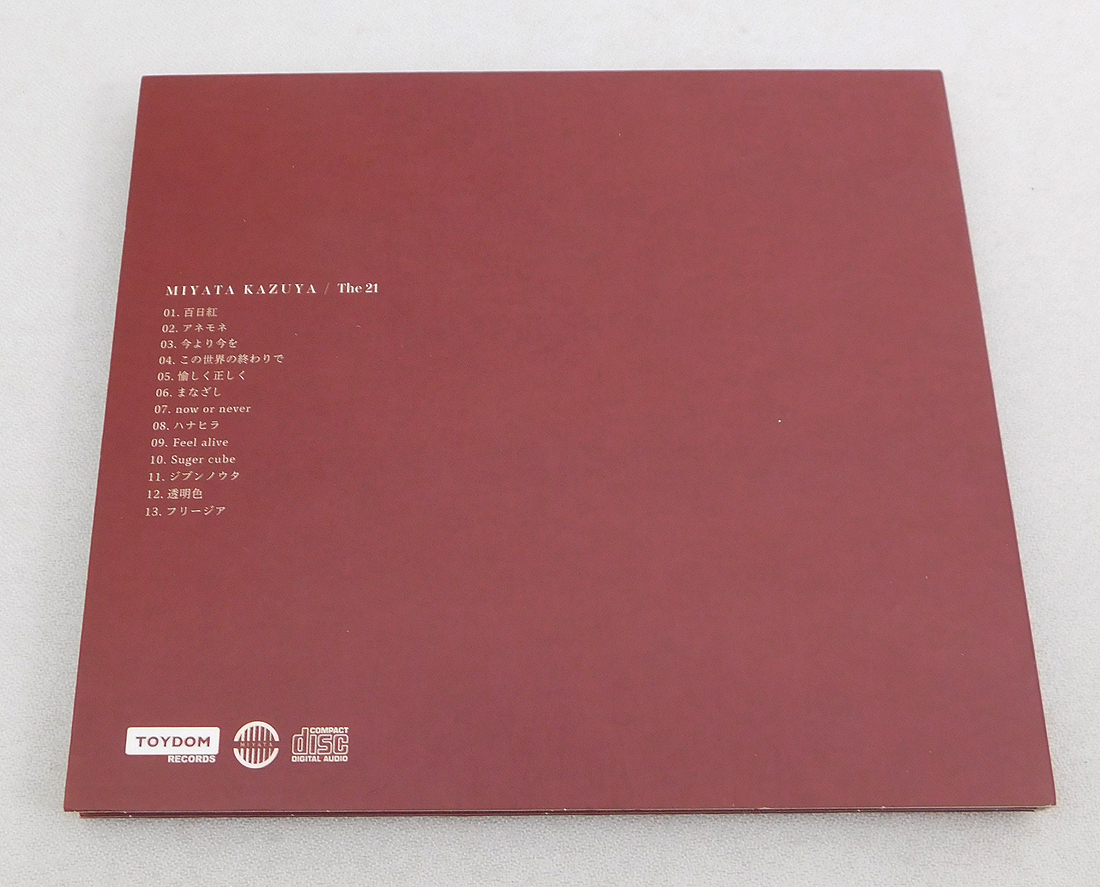 MIYATA KAZUYA / The 21
01. 百日紅
02. アネモネ
03. 今より今を
04. この世界の終わりで
05. 愉しく正しく
06. まなざし
07. now or never
08. ハナヒラ
09. Feel alive
10. Suger cube
11. ジブンノウタ
12. 透明色
13. フリージア
TOYDOM
RECORDS
MIYATA
COMPACT
disc
DIGITAL AUDIO